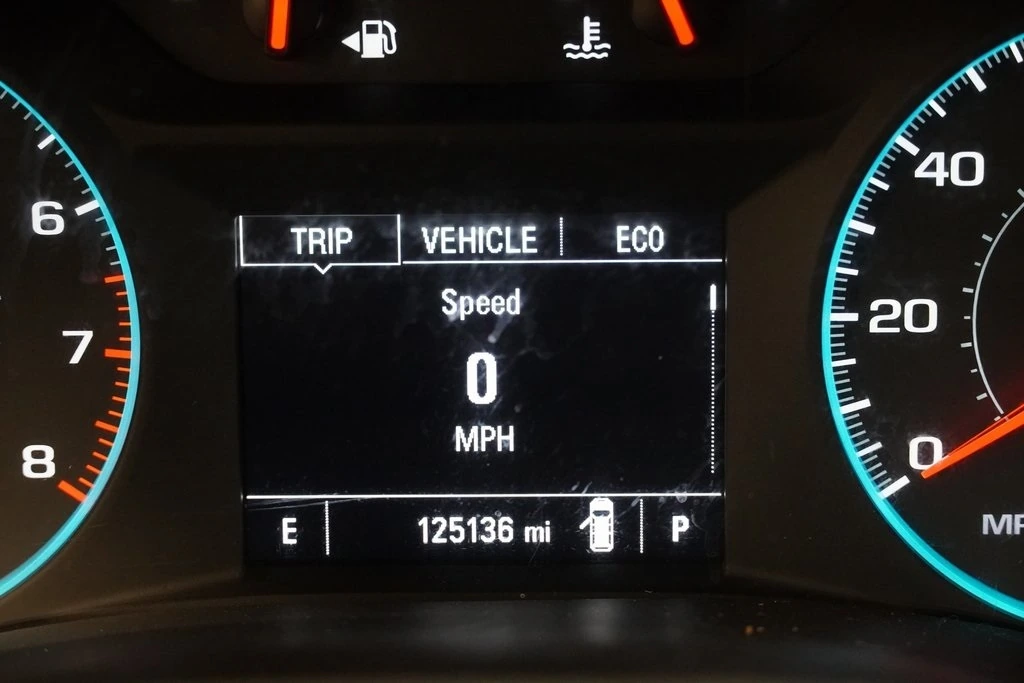 TRIP VEHICLE ECO
Speed
0
MPH
E 125136 mi P
6
7
8
40
20
0